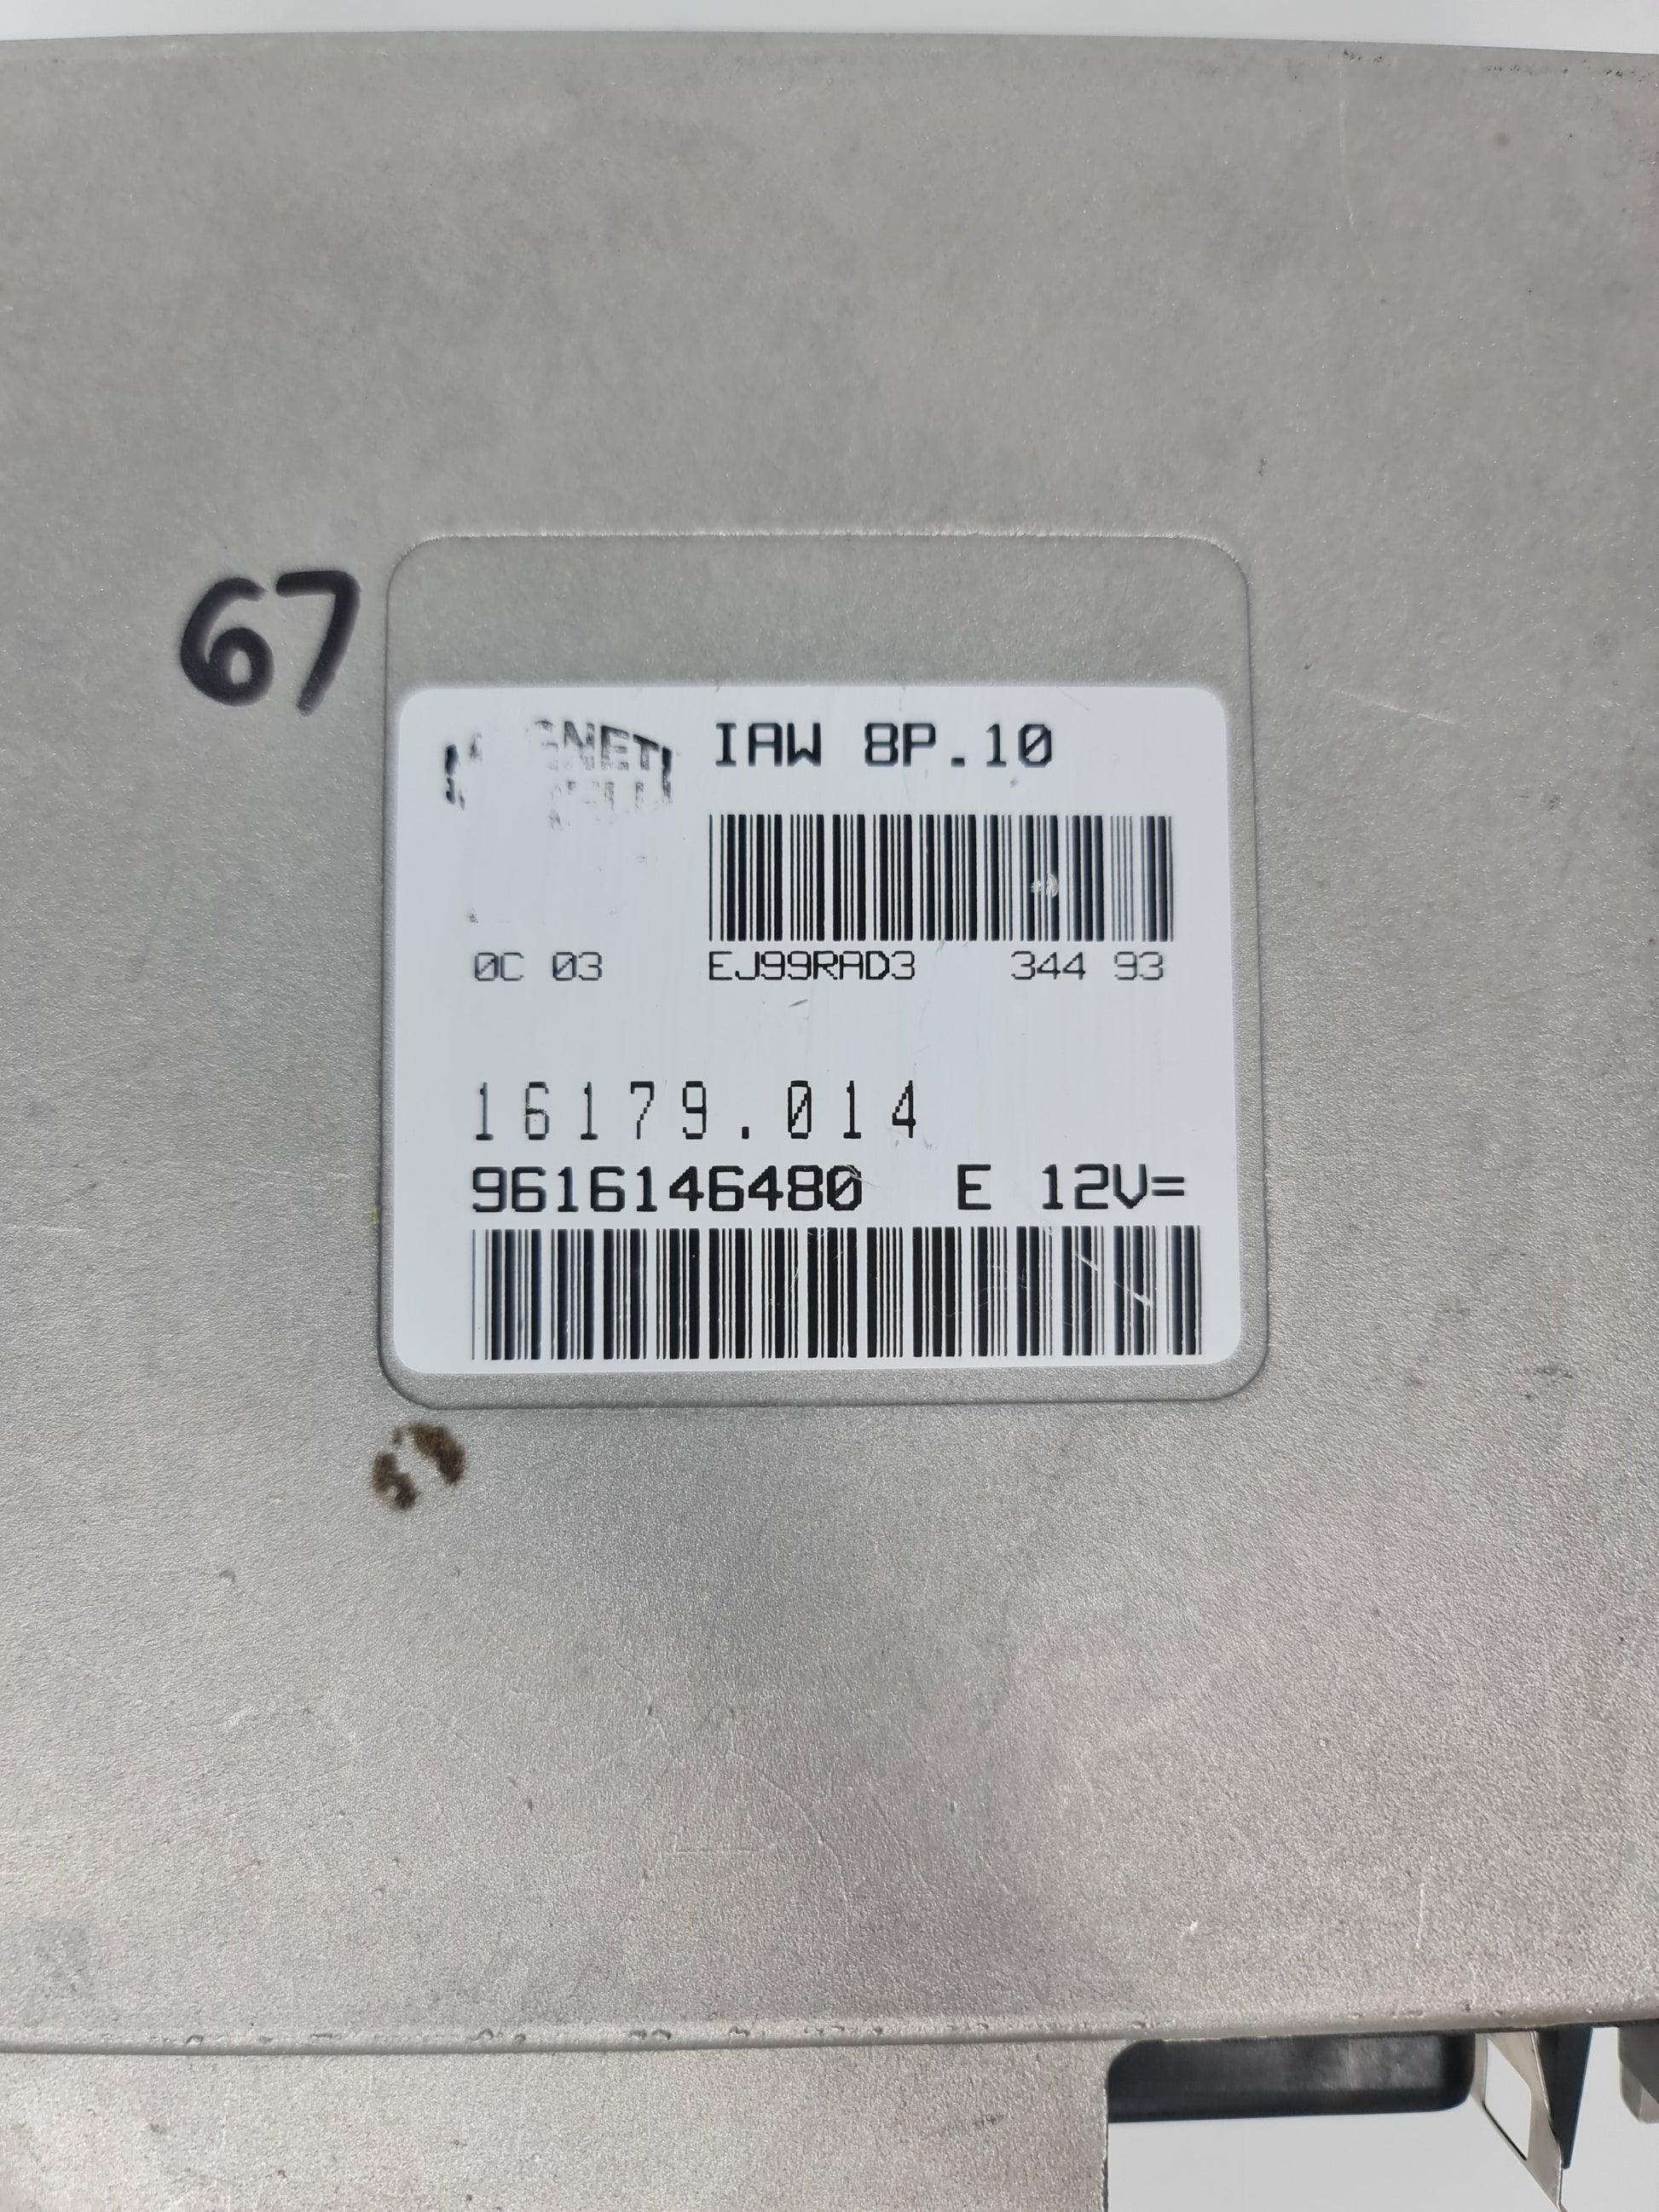 67
IAW 8P.10
0C 03 EJ99RAD3 344 93
16179.014
9616146480 E 12V=